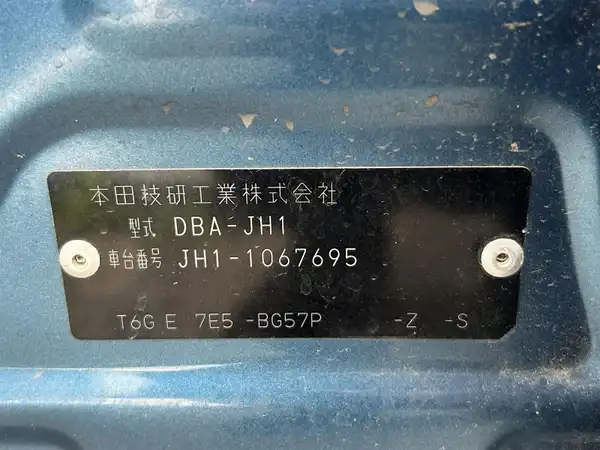 本田技研工業株式会社
型式 DBA-JH1
車台番号 JH1-1067695
T6G E 7E5 -BG57P -Z -S